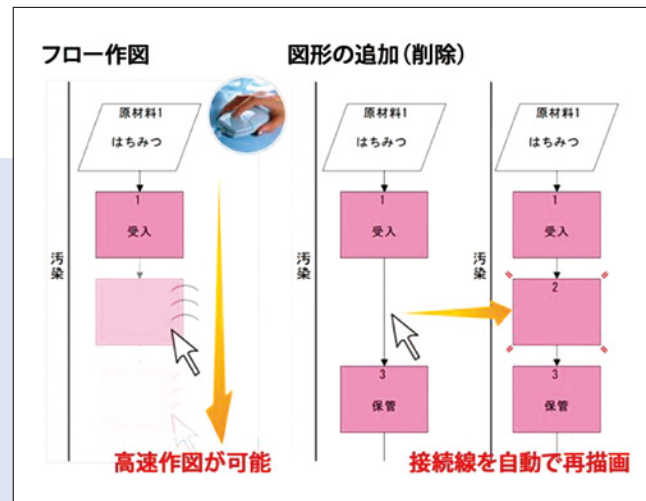 フロー作図
原材料1
はちみつ
1
受入
汚染
高速作図が可能
図形の追加（削除）
原材料1
はちみつ
1
受入
汚染
3
保管
原材料1
はちみつ
1
受入
汚染
2
3
保管
接続線を自動で再描画